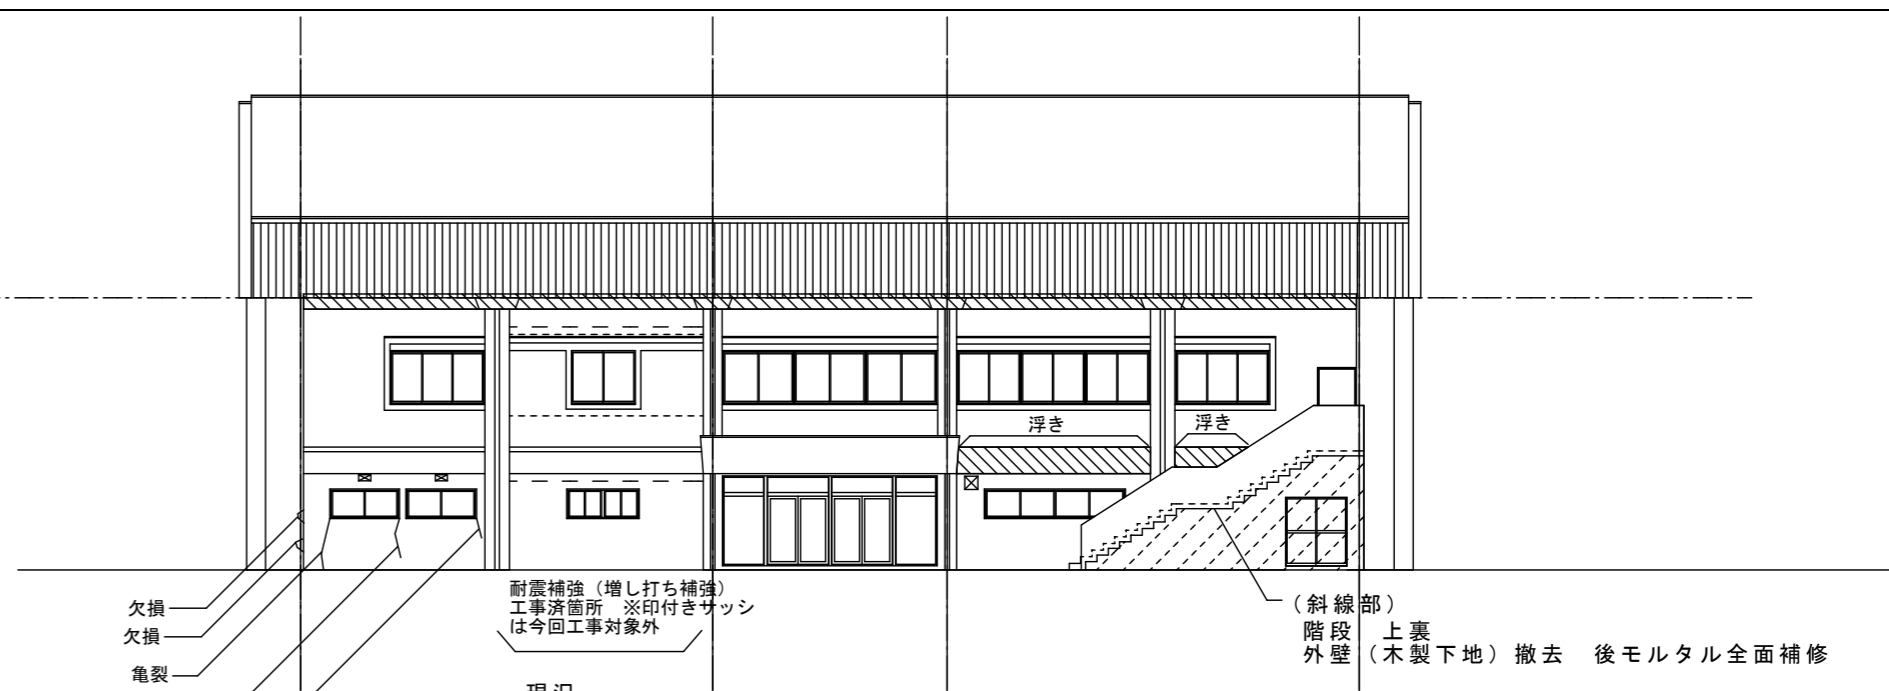 浮き
浮き
欠損
欠損
亀裂
耐震補強（増し打ち補強）
工事済箇所　※印付きサッシ
は今回工事対象外
（斜線部）
階段　上裏
外壁（木製下地）撤去　後モルタル全面補修